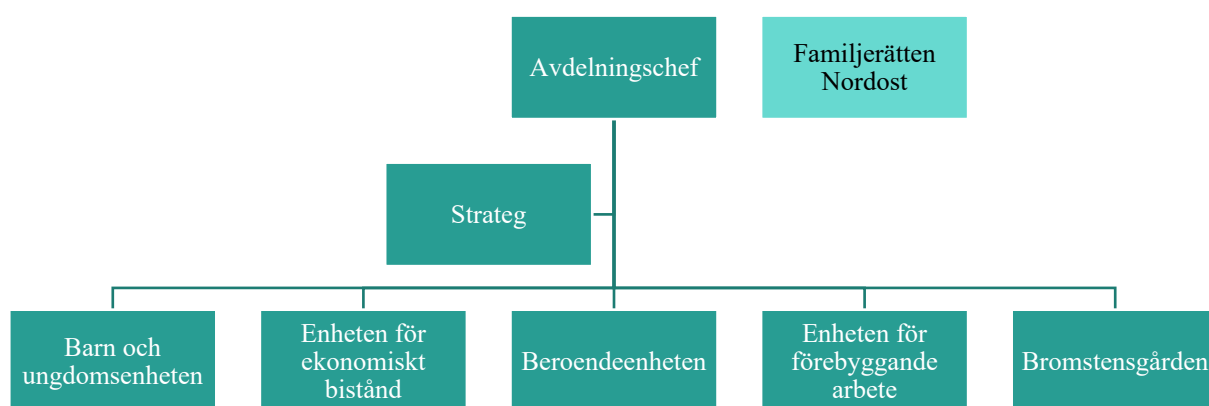 Avdelningschef
Familjerätten
Nordost
Strateg
Barn och
ungdomsenheten
Enheten för
ekonomiskt
bistånd
Beroendeenheten
Enheten för
förebyggande
arbete
Bromstensgården